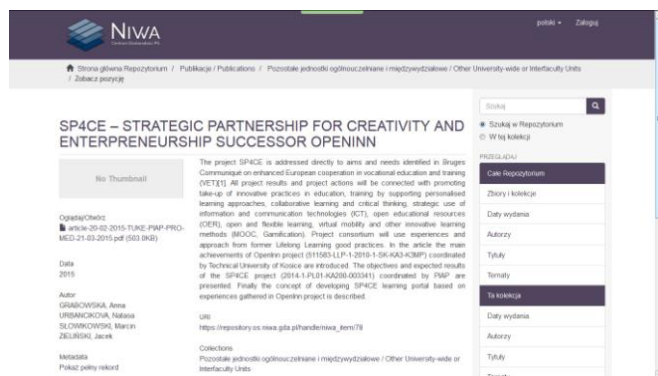 NIWA
polski
Zaloguj
Strona główna Repozytorium / Publikacje / Publications / Pozostałe jednostki ogólnouczelniane i międzywydziałowe / Other University-wide or Interfaculty Units
/ Zobacz pozycję
SP4CE – STRATEGIC PARTNERSHIP FOR CREATIVITY AND
ENTERPRENEURSHIP SUCCESSOR OPENINN
No Thumbnail
Oglądaj/Otwórz
article-20-02-2015-TUKE-PIAP-PRO-
MED-21-03-2015.pdf (503.0KB)
Data
2015
Autor
GRABOWSKA, Anna
URBANCIKOVA, Natasa
SŁOWIKOWSKI, Marcin
ZIELIŃSKI, Jacek
Metadata
Pokaż pełny rekord
The project SP4CE is addressed directly to aims and needs identified in Bruges
Communique on enhanced European cooperation in vocational education and training
(VET)[1]. All project results and project actions will be connected with promoting
take-up of innovative practices in education, training by supporting personalised
learning approaches, collaborative learning and critical thinking, strategic use of
information and communication technologies (ICT), open educational resources
(OER), open and flexible learning, virtual mobility and other innovative learning
methods (MOOC, Gamification). Project consortium will use experiences and
approach from former Lifelong Learning good practices. In the article the main
achievements of OpenInn project (511583-LLP-1-2010-1-SK-KA3-K3MP) coordinated
by Technical University of Kosice are introduced. The objectives and expected results
of the SP4CE project (2014-1-PL01-KA200-003341) coordinated by PIAP are
presented. Finally the concept of developing SP4CE learning portal based on
experiences gathered in OpenInn project is described.
URI
https://repository.os.niwa.gda.pl/handle/niwa_item/78
Collections
Pozostałe jednostki ogólnouczelniane i międzywydziałowe / Other University-wide or
Interfaculty Units
Szukaj
Szukaj w Repozytorium
W tej kolekcji
PRZEGLĄDAJ
Całe Repozytorium
Zbiory i kolekcje
Daty wydania
Autorzy
Tytuły
Tematy
Ta kolekcja
Daty wydania
Autorzy
Tytuły
Tematy